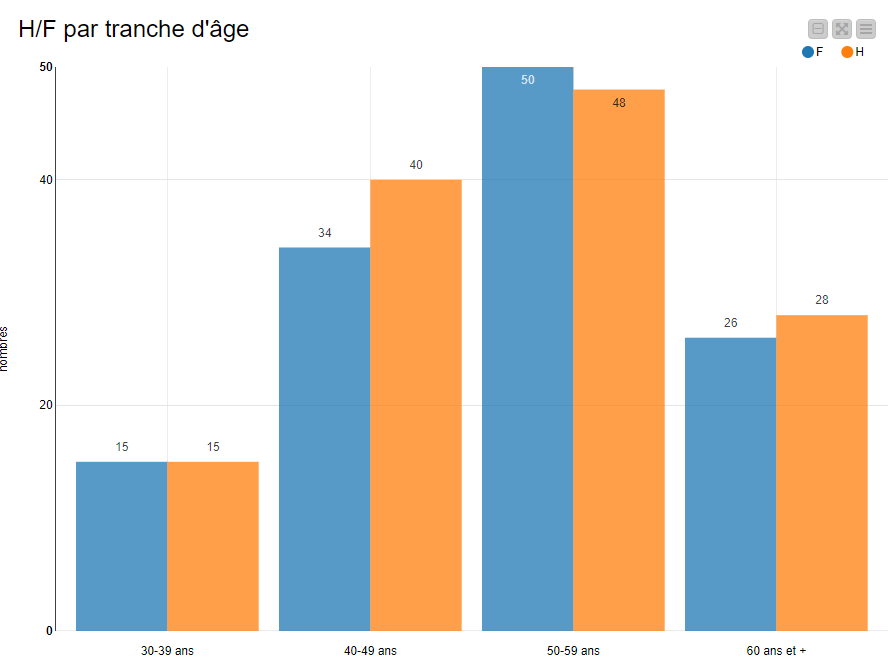 H/F par tranche d'âge
F H
50
40
20
0
nombres
15 15
34 40
50 48
26 28
30-39 ans 40-49 ans 50-59 ans 60 ans et +